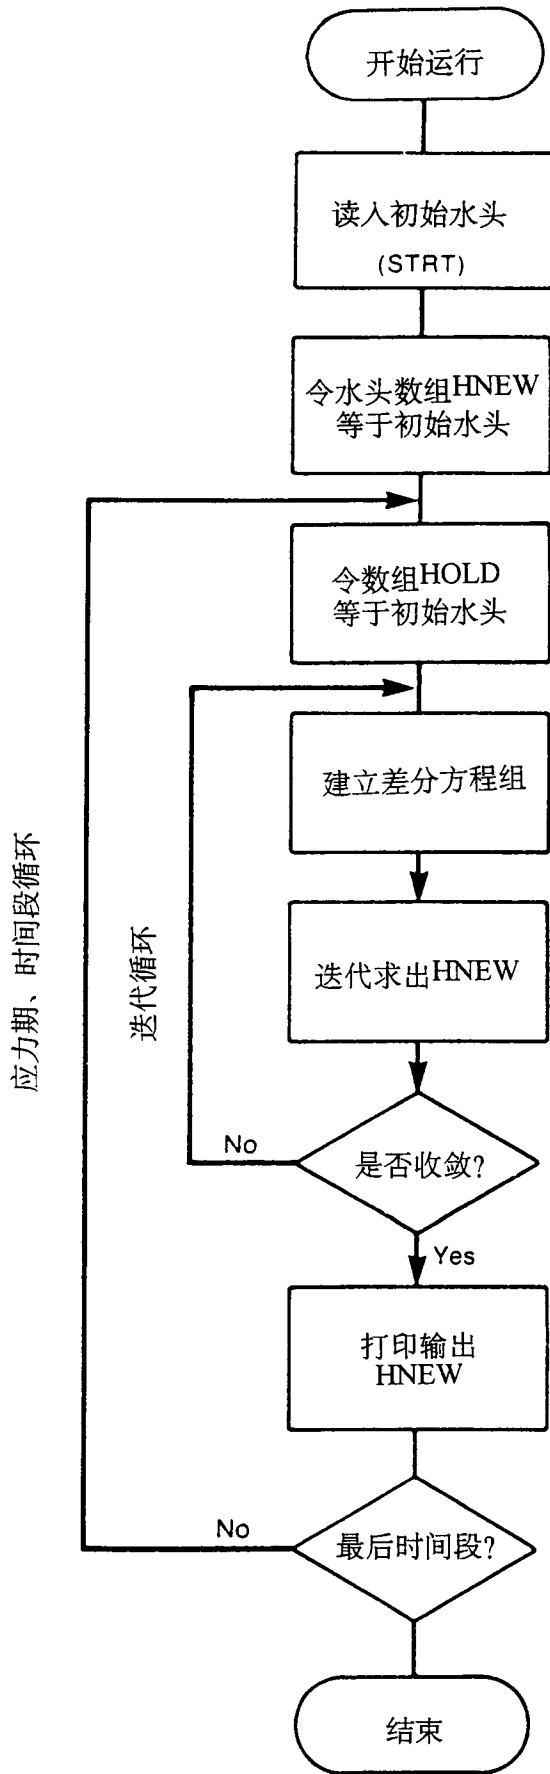 开始运行
读入初始水头
(STRT)
令水头数组HNEW
等于初始水头
令数组HOLD
等于初始水头
建立差分方程组
迭代求出HNEW
是否收敛?
No
Yes
打印输出
HNEW
最后时间段?
No
结束
迭代循环
应力期、时间段循环